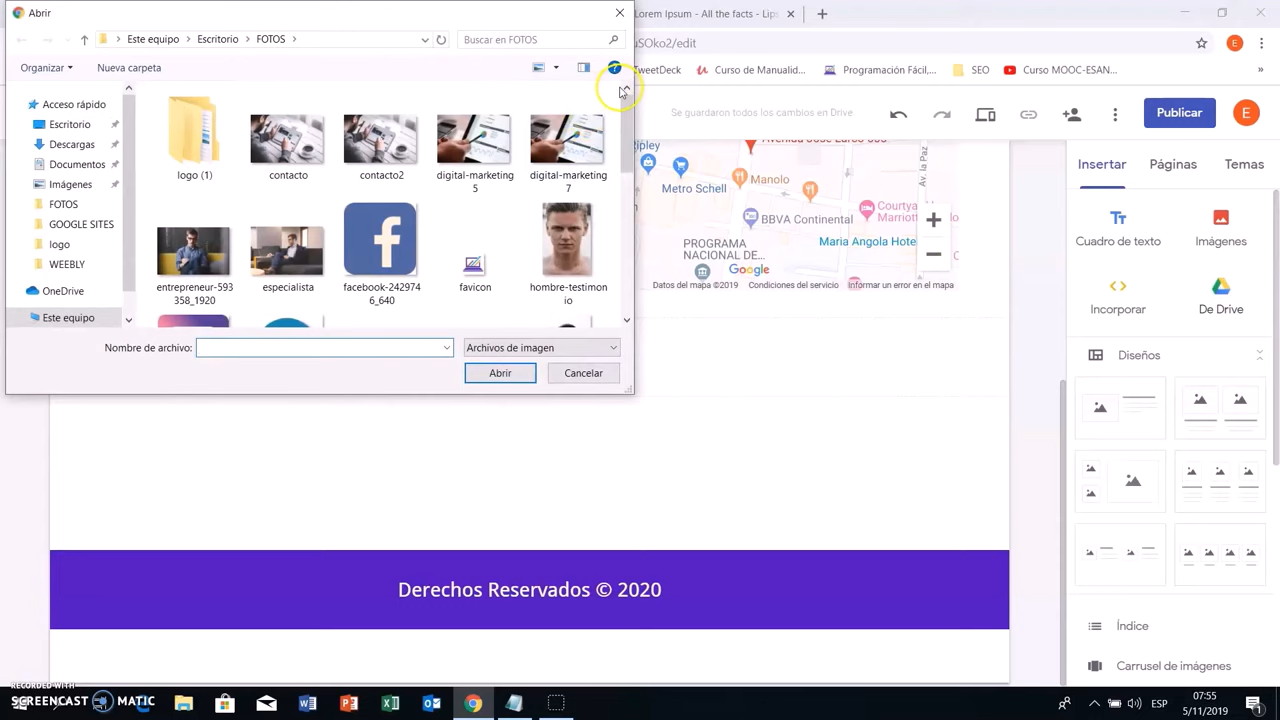 Abrir
Lorem Ipsum - All the facts - Lips
Este equipo
Escritorio
FOTOS
Buscar en FOTOS
uSOko2/edit
Organizar
Nueva carpeta
TweetDeck
Curso de Manualid...
Programación Fácil,...
SEO
Curso MOOC-ESAN...
Se guardaron todos los cambios en Drive.
Publicar
E
Acceso rápido
Escritorio
Descargas
Documentos
Imágenes
FOTOS
GOOGLE SITES
logo
WEEBLY
OneDrive
Este equipo
logo (1)
contacto
contacto2
digital-marketing
5
digital-marketing
7
entrepreneur-593
358_1920
especialista
facebook-242974
6_640
favicon
hombre-testimon
io
Nombre de archivo:
Archivos de imagen
Abrir
Cancelar
Ripley
Metro Schell
Manolo
BBVA Continental
PROGRAMA
NACIONAL DE...
Av. la Paz
Courtya
Marriott
Maria Angola Hote
Google
Datos del mapa ©2019
Condiciones del servicio
Informar un error en el mapa
Insertar
Páginas
Temas
Cuadro de texto
Imágenes
Incorporar
De Drive
Diseños
Índice
Carrusel de imágenes
Derechos Reservados © 2020
RECORDED WITH
SCREENCAST MATIC
ESP
07:55
5/11/2019